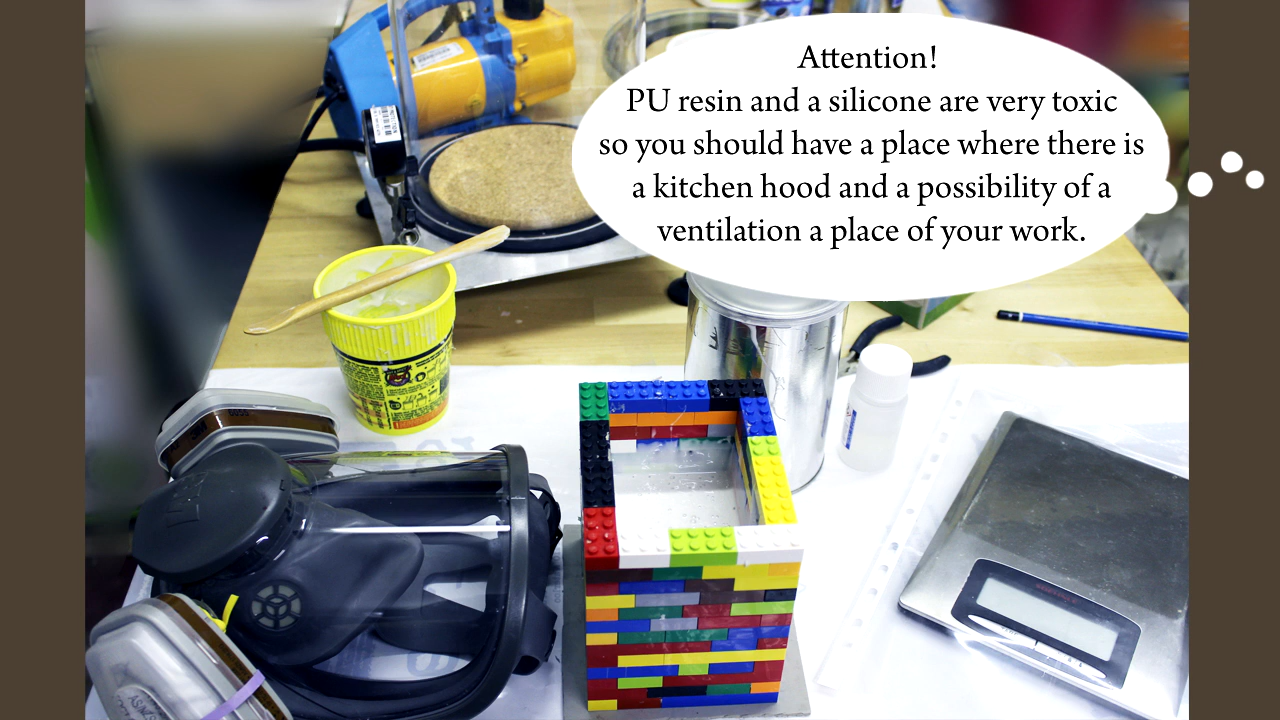 Attention!
PU resin and a silicone are very toxic
so you should have a place where there is
a kitchen hood and a possibility of a
ventilation a place of your work.